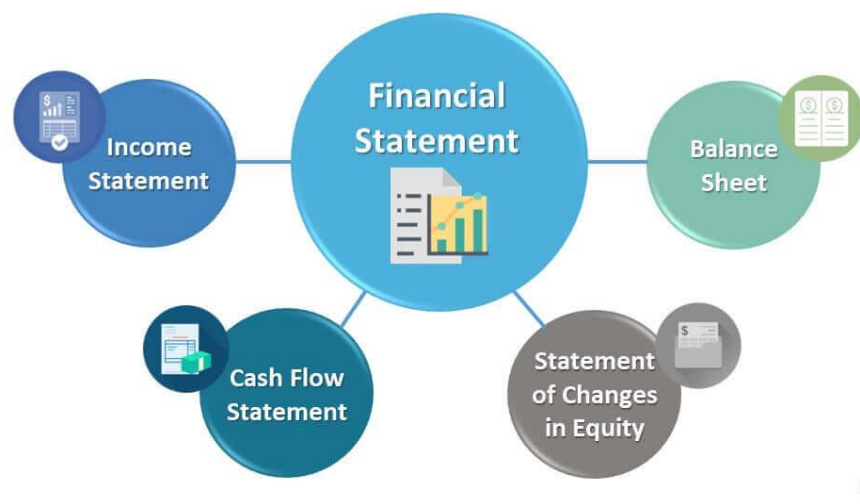 Financial
Statement
Income
Statement
Balance
Sheet
Cash Flow
Statement
Statement
of Changes
in Equity
$
$